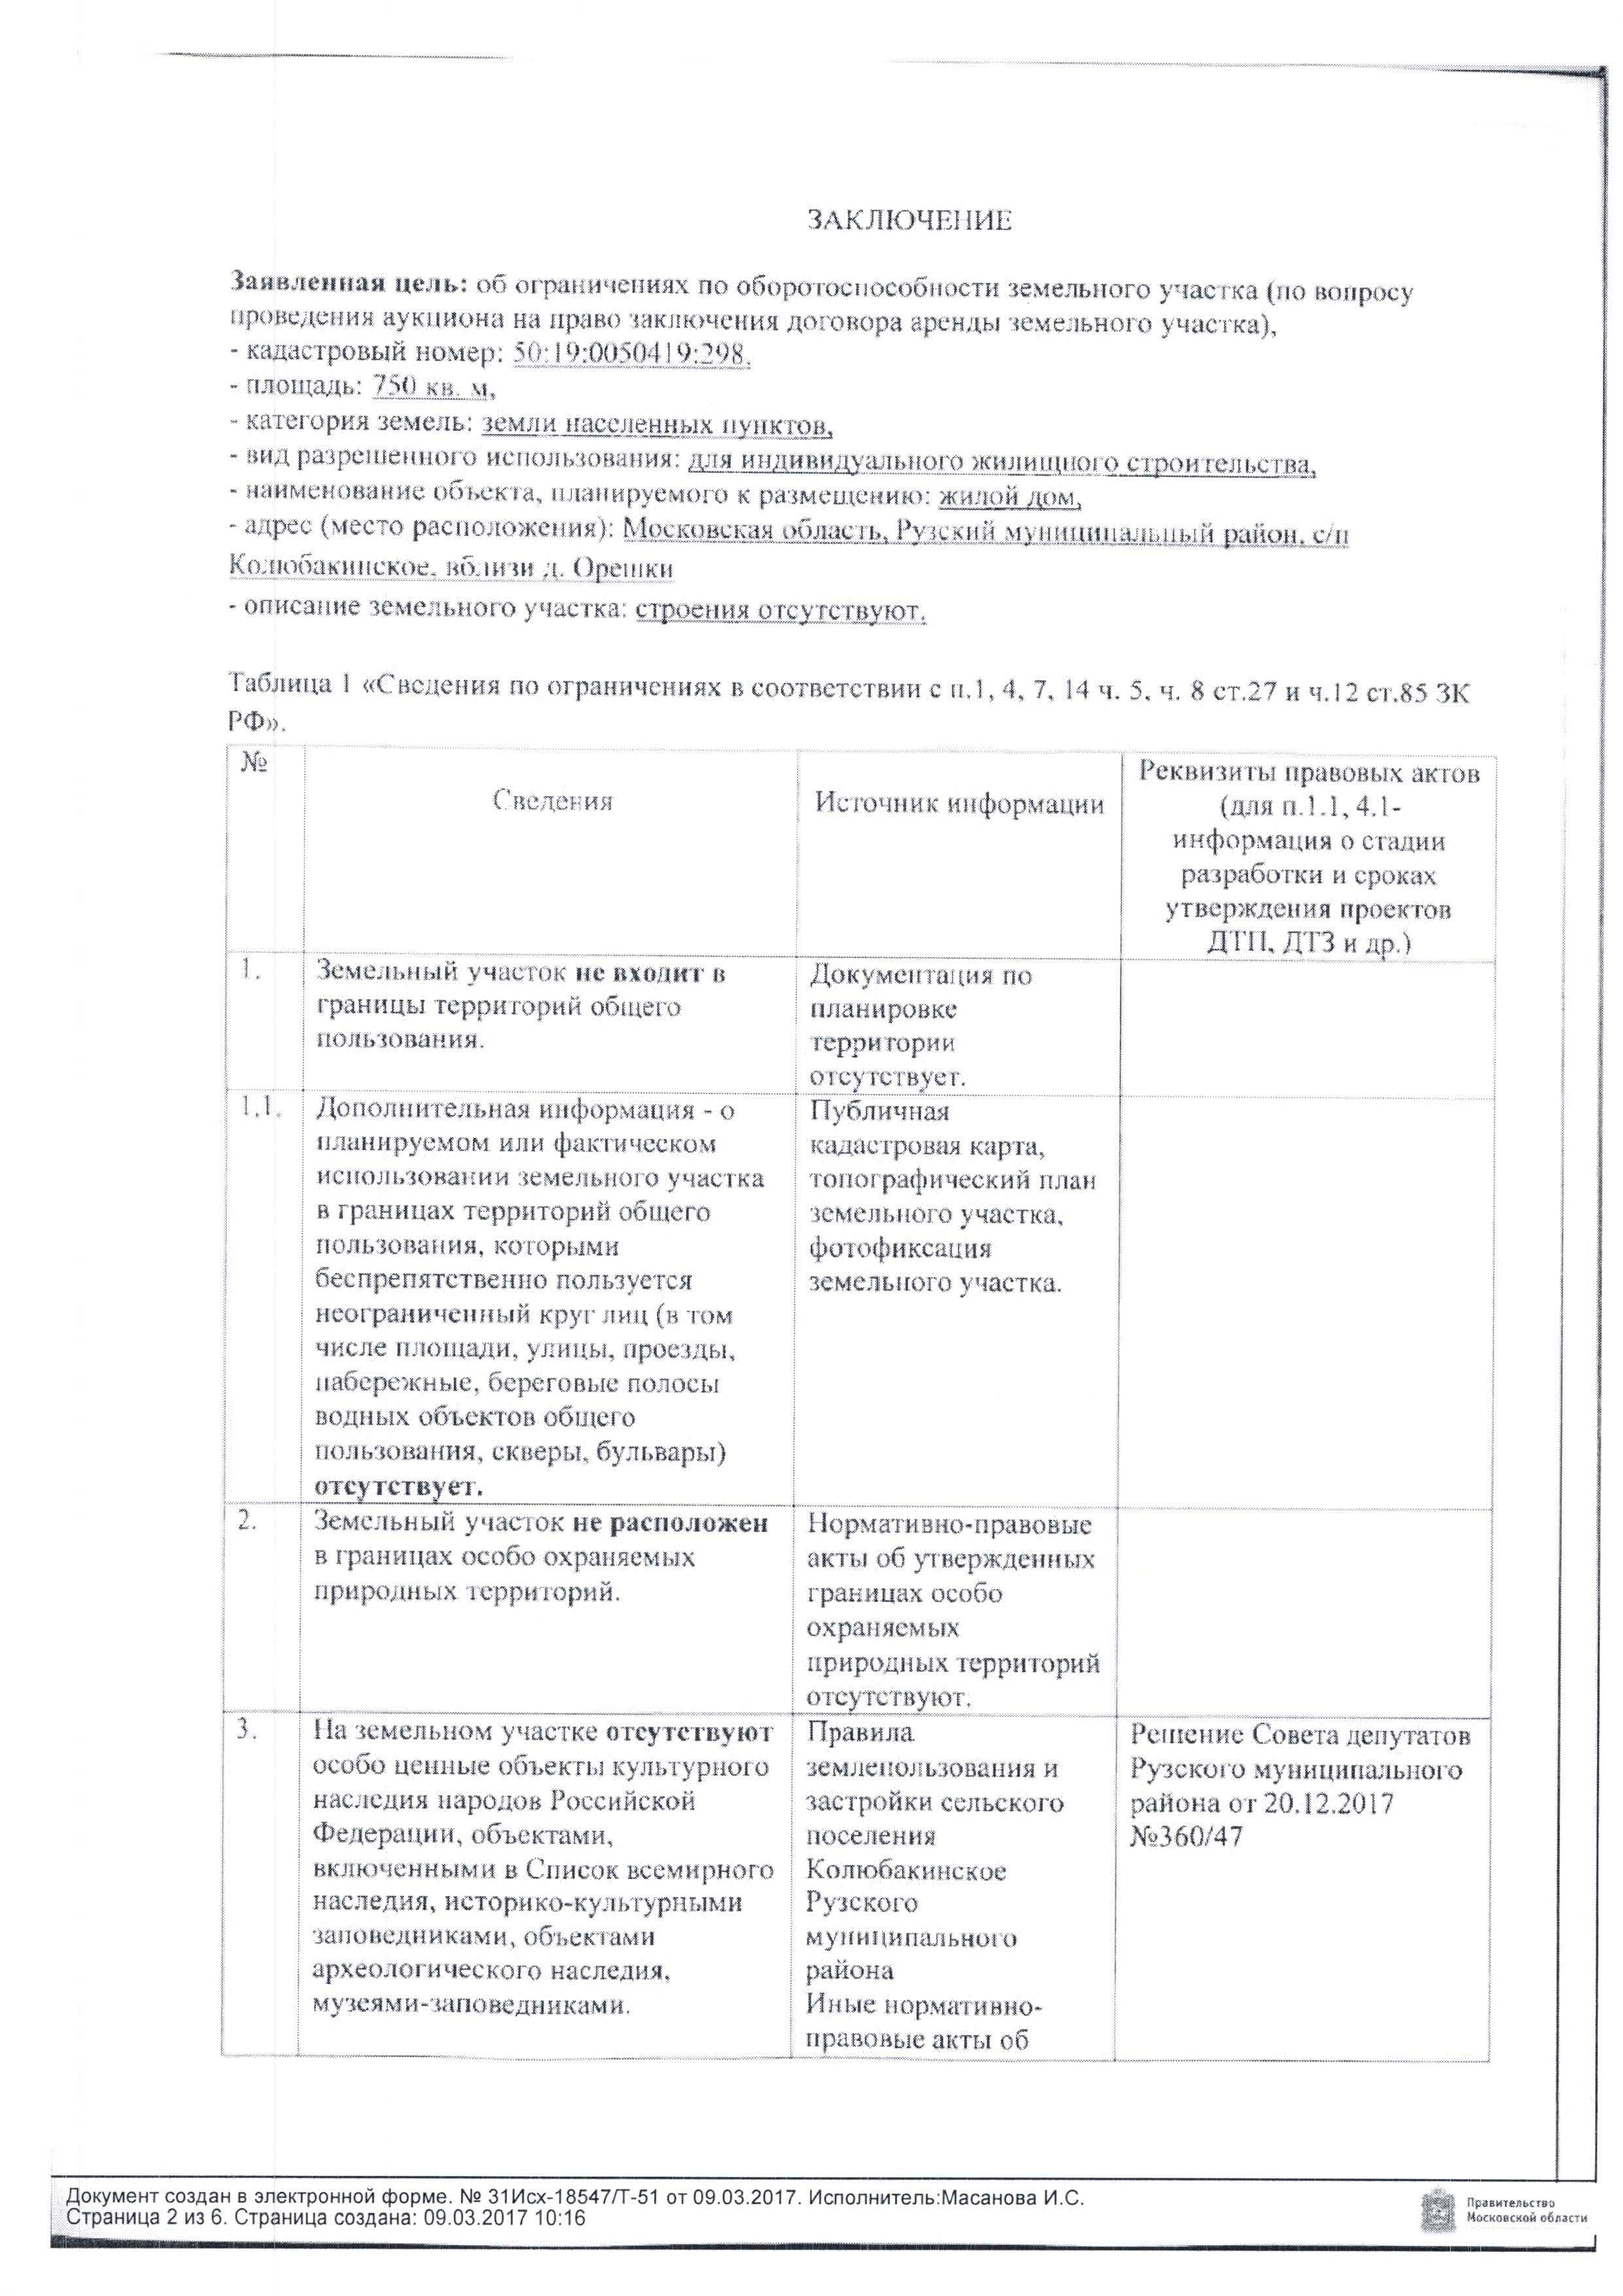 ЗАКЛЮЧЕНИЕ
Заявленная цель: об ограничениях по оборотоспособности земельного участка (по вопросу
проведения аукциона на право заключения договора аренды земельного участка),
- кадастровый номер: 50:19:0050419:298,
- площадь: 750 кв. м,
- категория земель: земли населенных пунктов,
- вид разрешенного использования: для индивидуального жилищного строительства,
- наименование объекта, планируемого к размещению: жилой дом,
- адрес (место расположения): Московская область, Рузский муниципальный район, с/п
Колюбакинское, вблизи д. Орешки
- описание земельного участка: строения отсутствуют.
Таблица 1 «Сведения по ограничениях в соответствии с п.1, 4, 7, 14 ч. 5, ч. 8 ст.27 и ч.12 ст.85 ЗК
РФ».
№
Сведения
Источник информации
Реквизиты правовых актов
(для п.1.1, 4.1-
информация о стадии
разработки и сроках
утверждения проектов
ДТП, ДТЗ и др.)
1.
Земельный участок не входит в
границы территорий общего
пользования.
Документация по
планировке
территории
отсутствует.
1.1.
Дополнительная информация - о
планируемом или фактическом
использовании земельного участка
в границах территорий общего
пользования, которыми
беспрепятственно пользуется
неограниченный круг лиц (в том
числе площади, улицы, проезды,
набережные, береговые полосы
водных объектов общего
пользования, скверы, бульвары)
отсутствует.
Публичная
кадастровая карта,
топографический план
земельного участка,
фотофиксация
земельного участка.
2.
Земельный участок не расположен
в границах особо охраняемых
природных территорий.
Нормативно-правовые
акты об утвержденных
границах особо
охраняемых
природных территорий
отсутствуют.
3.
На земельном участке отсутствуют
особо ценные объекты культурного
наследия народов Российской
Федерации, объектами,
включенными в Список всемирного
наследия, историко-культурными
заповедниками, объектами
археологического наследия,
музеями-заповедниками.
Правила
землепользования и
застройки сельского
поселения
Колюбакинское
Рузского
муниципального
района
Иные нормативно-
правовые акты об
Решение Совета депутатов
Рузского муниципального
района от 20.12.2017
№360/47
Документ создан в электронной форме. № 31Исх-18547/Т-51 от 09.03.2017. Исполнитель:Масанова И.С.
Страница 2 из 6. Страница создана: 09.03.2017 10:16
Правительство
Московской области